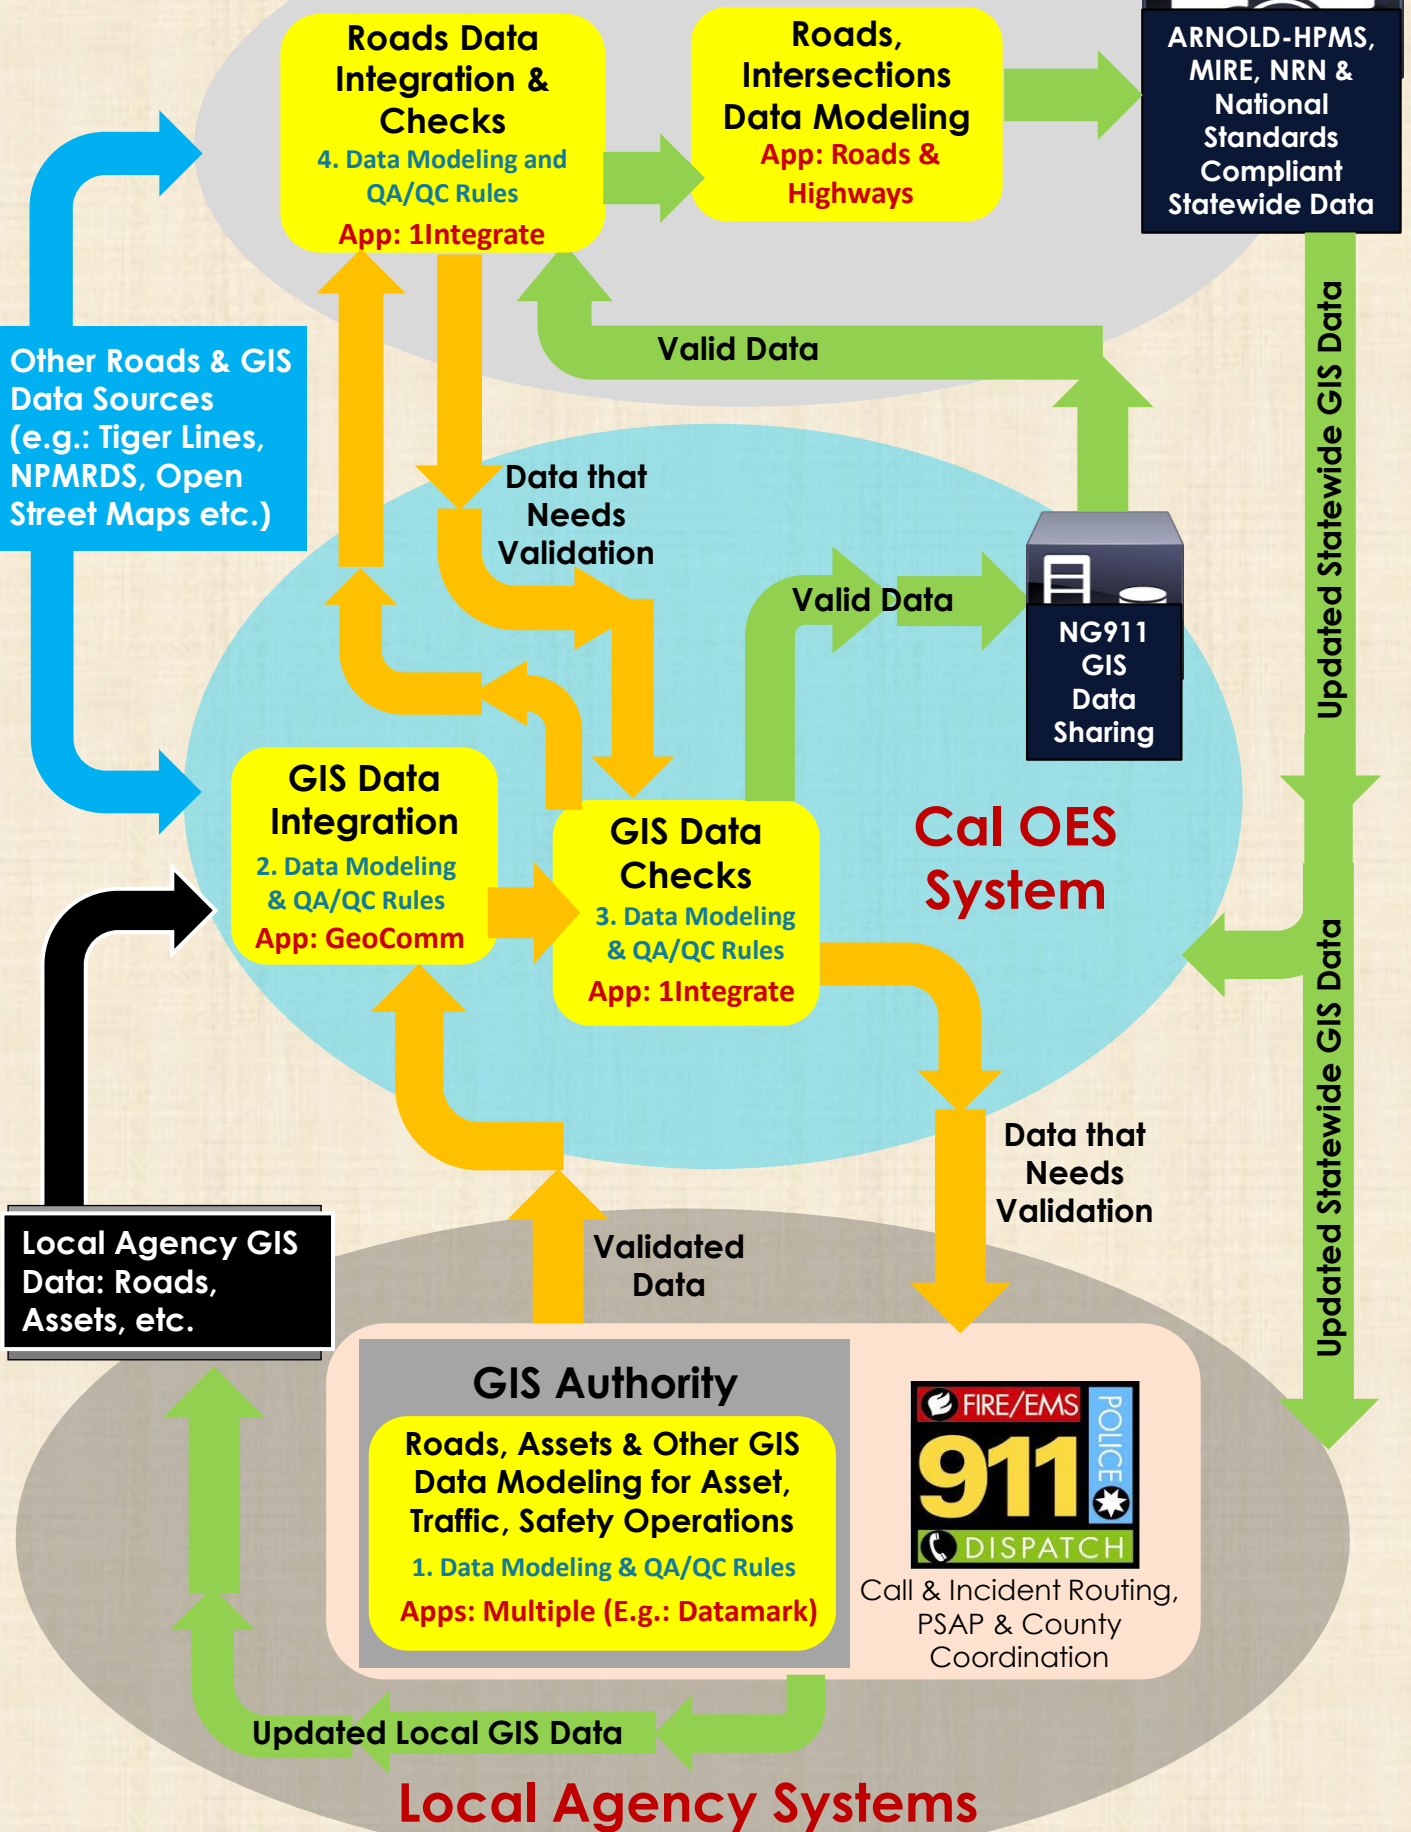 Roads Data
Integration &
Checks
4. Data Modeling and
QA/QC Rules
App: 1Integrate
Roads,
Intersections
Data Modeling
App: Roads &
Highways
ARNOLD-HPMS,
MIRE, NRN &
National
Standards
Compliant
Statewide Data
Other Roads & GIS
Data Sources
(e.g.: Tiger Lines,
NPMRDS, Open
Street Maps etc.)
Valid Data
Updated Statewide GIS Data
Data that
Needs
Validation
Valid Data
NG911
GIS
Data
Sharing
GIS Data
Integration
2. Data Modeling
& QA/QC Rules
App: GeoComm
GIS Data
Checks
3. Data Modeling
& QA/QC Rules
App: 1Integrate
Cal OES
System
Updated Statewide GIS Data
Data that
Needs
Validation
Local Agency GIS
Data: Roads,
Assets, etc.
Validated
Data
GIS Authority
Roads, Assets & Other GIS
Data Modeling for Asset,
Traffic, Safety Operations
1. Data Modeling & QA/QC Rules
Apps: Multiple (E.g.: Datamark)
FIRE/EMS
911
POLICE
DISPATCH
Call & Incident Routing,
PSAP & County
Coordination
Updated Local GIS Data
Local Agency Systems